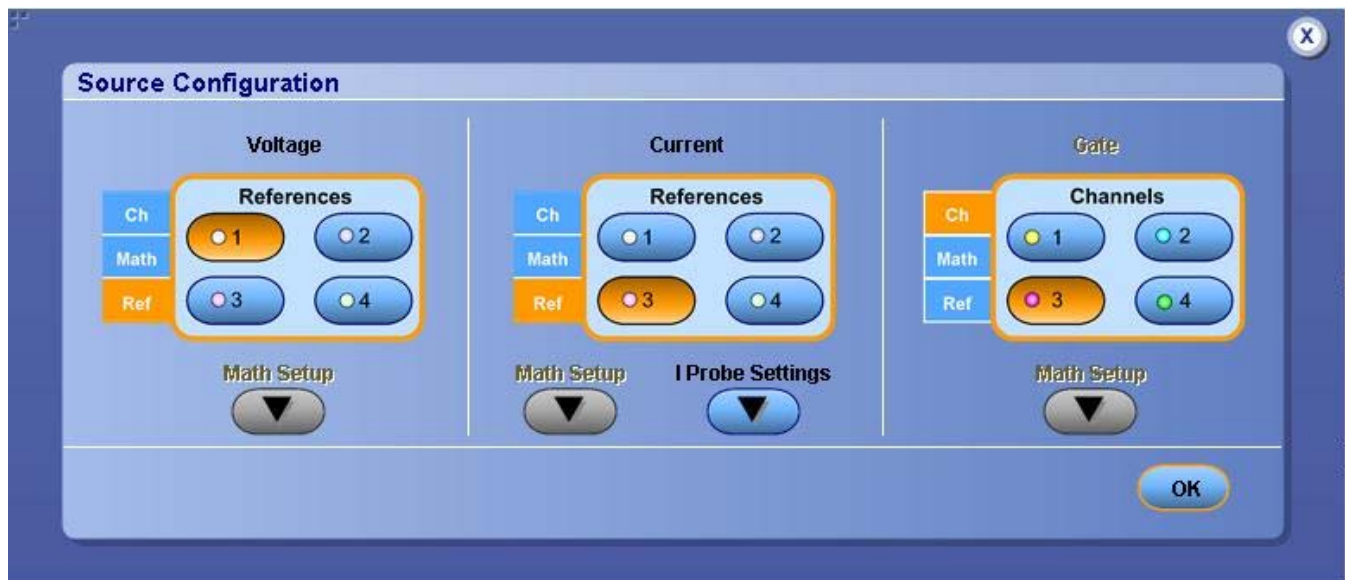 X
Source Configuration
Voltage
Ch
Math
Ref
References
1 2
3 4
Math Setup
Current
Ch
Math
Ref
References
1 2
3 4
Math Setup I Probe Settings
Gate
Ch
Math
Ref
Channels
1 2
3 4
Math Setup
OK